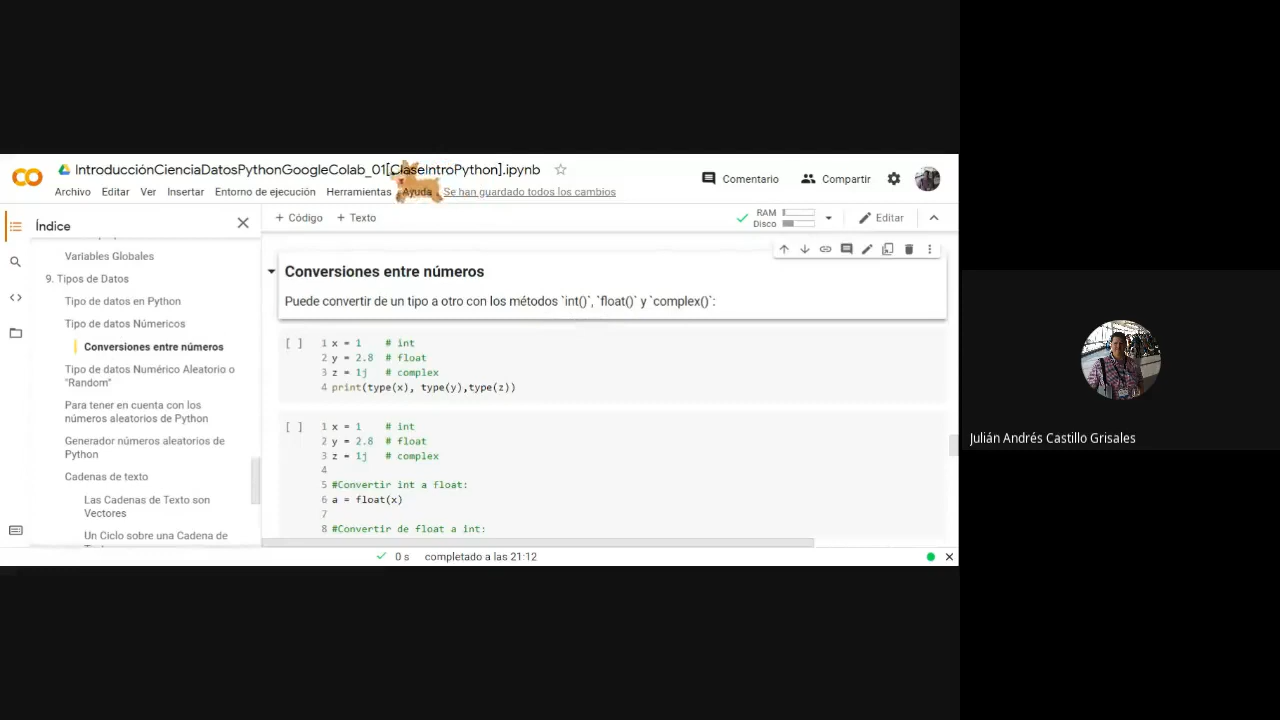 IntroducciónCienciaDatosPythonGoogleColab_01[ClaseIntroPython].ipynb
Archivo Editar Ver Insertar Entorno de ejecución Herramientas Ayuda Se han guardado todos los cambios
Comentario Compartir
Índice
+ Código + Texto
RAM
Disco
Editar
Variables Globales
9. Tipos de Datos
Tipo de datos en Python
Tipo de datos Númericos
Conversiones entre números
Tipo de datos Numérico Aleatorio o
"Random"
Para tener en cuenta con los
números aleatorios de Python
Generador números aleatorios de
Python
Cadenas de texto
Las Cadenas de Texto son
Vectores
Un Ciclo sobre una Cadena de
Conversiones entre números
Puede convertir de un tipo a otro con los métodos `int()`, `float()` y `complex()`:
[ ] 1 x = 1 # int
2 y = 2.8 # float
3 z = 1j # complex
4 print(type(x), type(y),type(z))
[ ] 1 x = 1 # int
2 y = 2.8 # float
3 z = 1j # complex
4
5 #Convertir int a float:
6 a = float(x)
7
8 #Convertir de float a int:
0 s completado a las 21:12
Julián Andrés Castillo Grisales